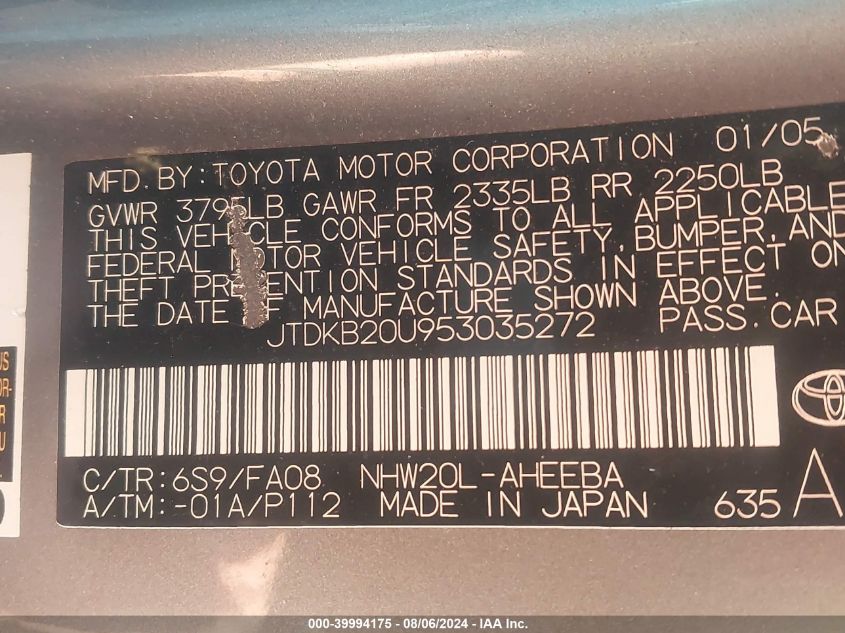 MFD.BY:TOYOTA MOTOR CORPORATION 01/05
GVWR 3795LB GAWR FR 2335LB RR 2250LB
THIS VEHICLE CONFORMS TO ALL APPLICABLE
FEDERAL MOTOR VEHICLE SAFETY,BUMPER,AND
THEFT PREVENTION STANDARDS IN EFFECT ON
THE DATE OF MANUFACTURE SHOWN ABOVE.
JTDKB20U953035272 PASS.CAR
C/TR:6S9/FA08 NHW20L-AHEEBA
A/TM:-01A/P112 MADE IN JAPAN 635 A
US
OR-
R
U
000-39994175 - 08/06/2024 - IAA Inc.